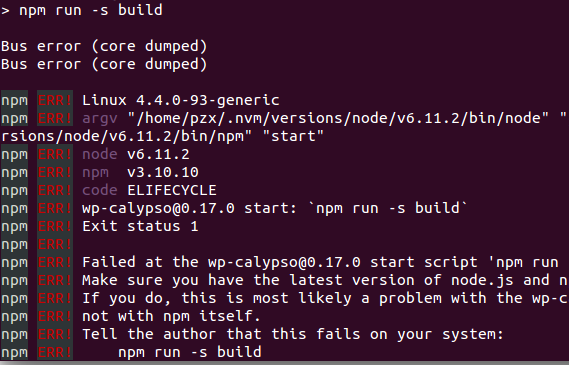 > npm run -s build
Bus error (core dumped)
Bus error (core dumped)
npm ERR! Linux 4.4.0-93-generic
npm ERR! argv "/home/pzx/.nvm/versions/node/v6.11.2/bin/node" "
rsions/node/v6.11.2/bin/npm" "start"
npm ERR! node v6.11.2
npm ERR! npm  v3.10.10
npm ERR! code ELIFECYCLE
npm ERR! wp-calypso@0.17.0 start: `npm run -s build`
npm ERR! Exit status 1
npm ERR!
npm ERR! Failed at the wp-calypso@0.17.0 start script 'npm run
npm ERR! Make sure you have the latest version of node.js and n
npm ERR! If you do, this is most likely a problem with the wp-c
npm ERR! not with npm itself.
npm ERR! Tell the author that this fails on your system:
npm ERR!     npm run -s build